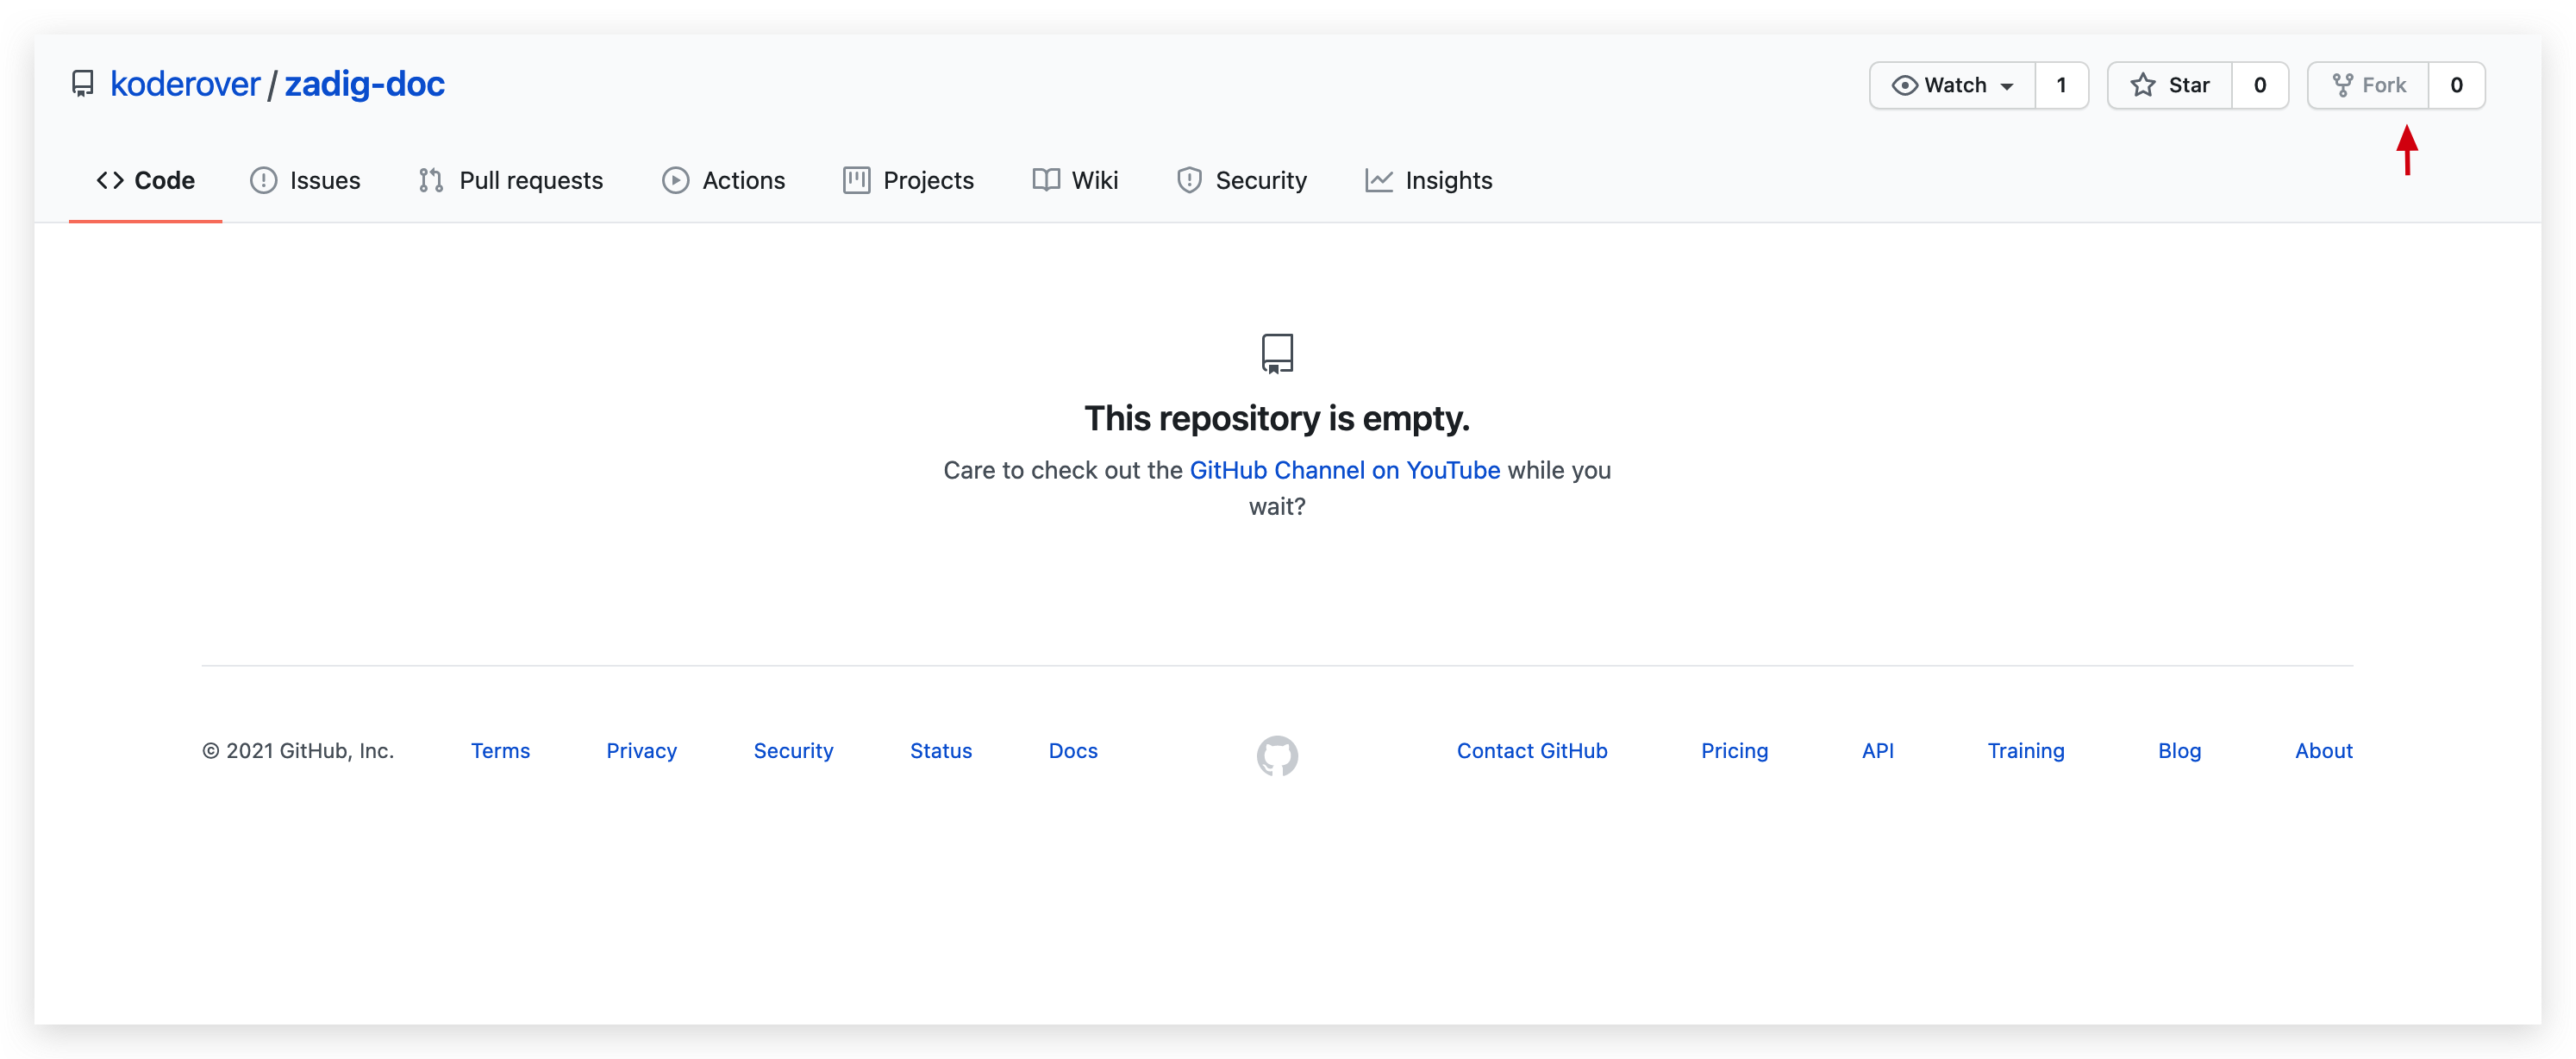 koderover / zadig-doc
Watch 1 Star 0 Fork 0
Code Issues Pull requests Actions Projects Wiki Security Insights
This repository is empty.
Care to check out the GitHub Channel on YouTube while you
wait?
© 2021 GitHub, Inc. Terms Privacy Security Status Docs Contact GitHub Pricing API Training Blog About